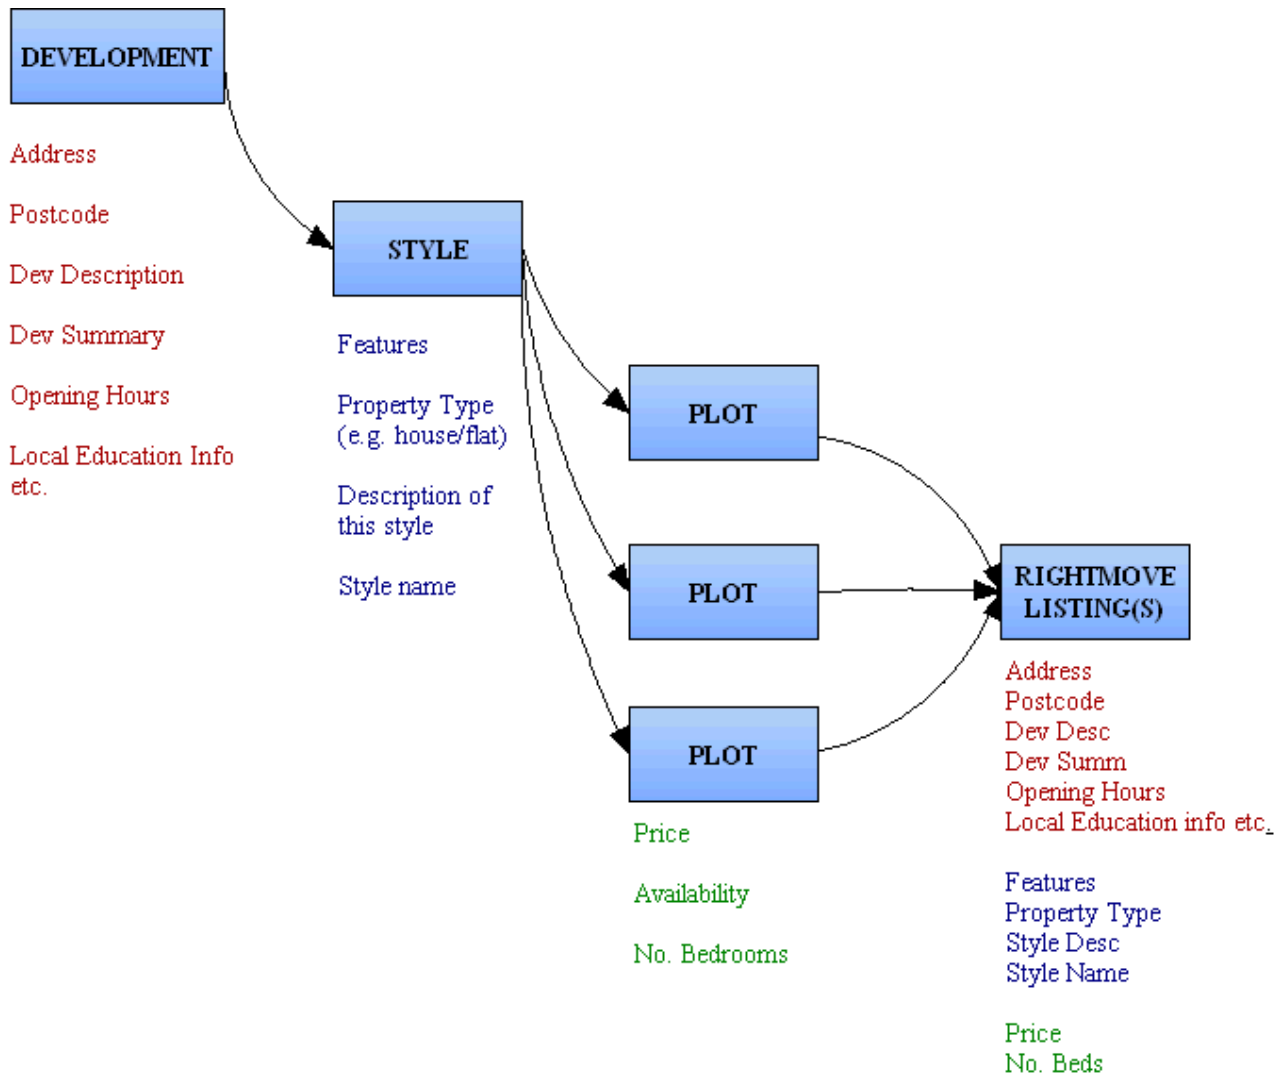 DEVELOPMENT
Address
Postcode
Dev Description
Dev Summary
Opening Hours
Local Education Info
etc.
STYLE
Features
Property Type
(e.g. house/flat)
Description of
this style
Style name
PLOT
PLOT
PLOT
Price
Availability
No. Bedrooms
RIGHTMOVE
LISTING(S)
Address
Postcode
Dev Desc
Dev Summ
Opening Hours
Local Education info etc.
Features
Property Type
Style Desc
Style Name
Price
No. Beds